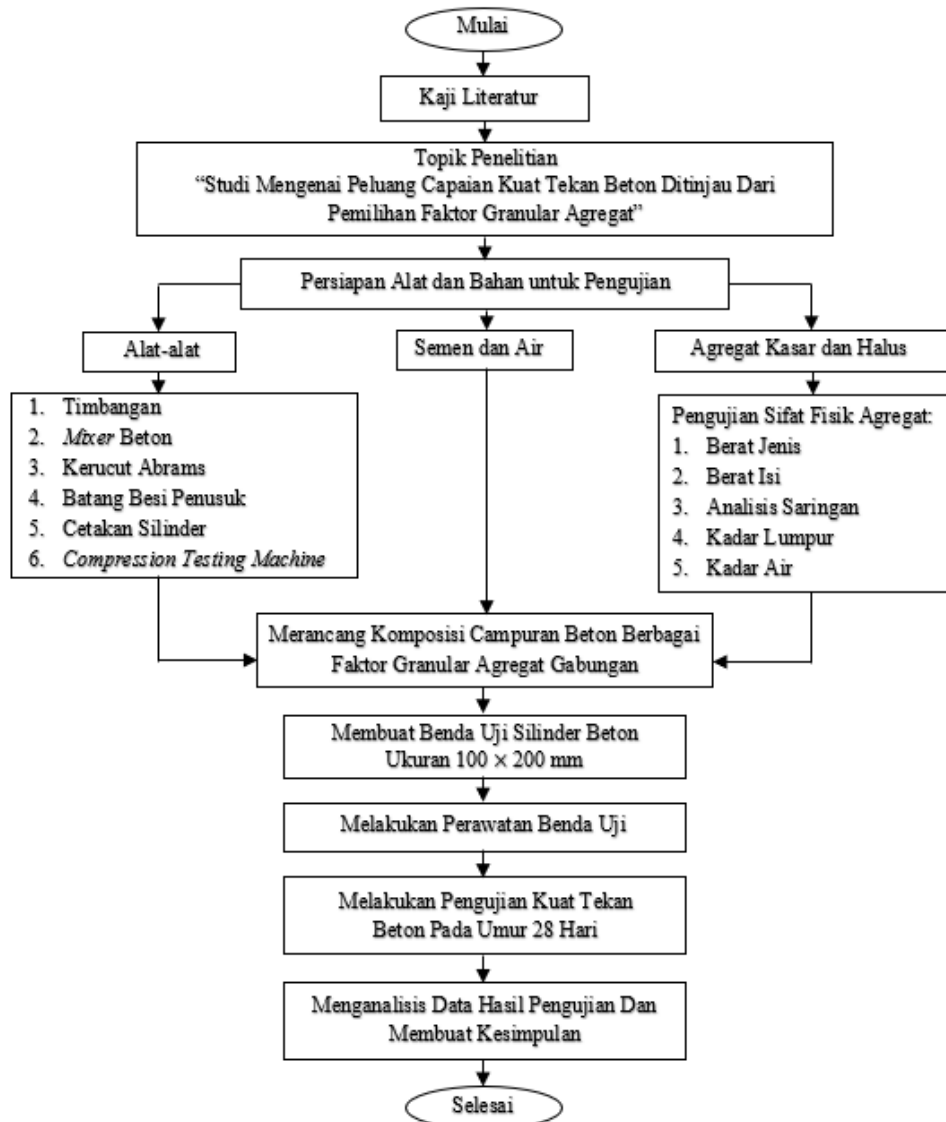 Mulai
Kaji Literatur
Topik Penelitian
“Studi Mengenai Peluang Capaian Kuat Tekan Beton Ditinjau Dari
Pemilihan Faktor Granular Agregat”
Persiapan Alat dan Bahan untuk Pengujian
Alat-alat
Semen dan Air
Agregat Kasar dan Halus
1. Timbangan
2. Mixer Beton
3. Kerucut Abrams
4. Batang Besi Penusuk
5. Cetakan Silinder
6. Compression Testing Machine
Pengujian Sifat Fisik Agregat:
1. Berat Jenis
2. Berat Isi
3. Analisis Saringan
4. Kadar Lumpur
5. Kadar Air
Merancang Komposisi Campuran Beton Berbagai
Faktor Granular Agregat Gabungan
Membuat Benda Uji Silinder Beton
Ukuran 100 × 200 mm
Melakukan Perawatan Benda Uji
Melakukan Pengujian Kuat Tekan
Beton Pada Umur 28 Hari
Menganalisis Data Hasil Pengujian Dan
Membuat Kesimpulan
Selesai